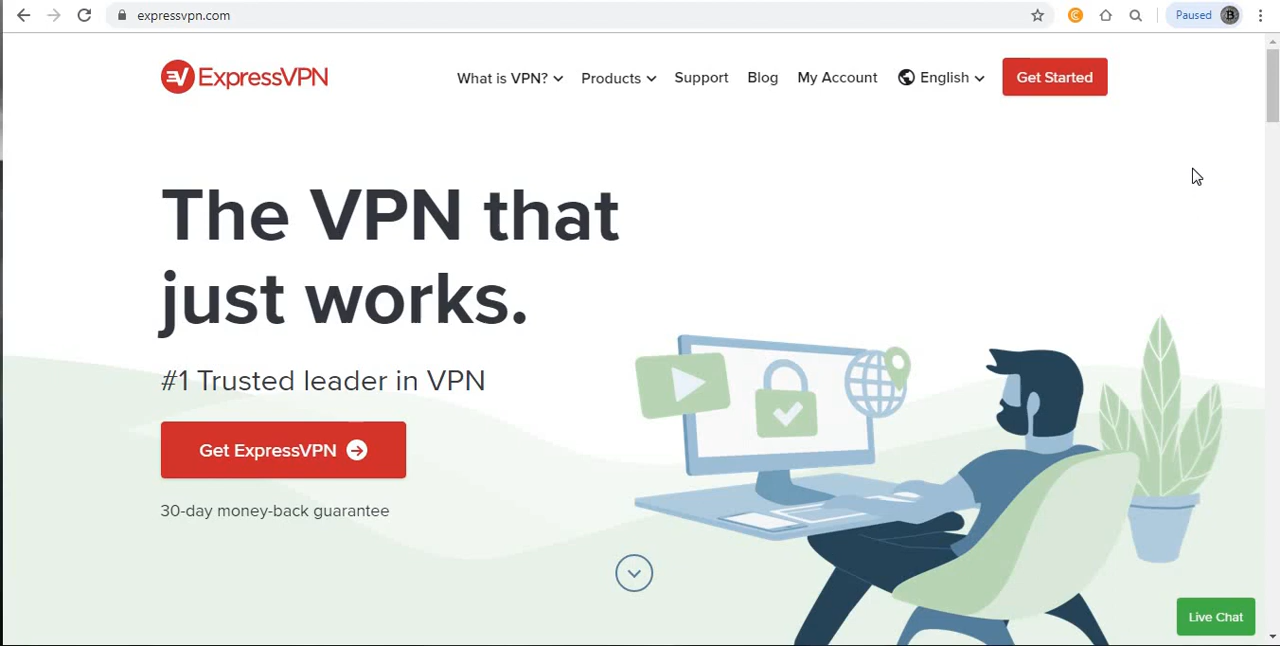 expressvpn.com
Paused
ExpressVPN
What is VPN?
Products
Support
Blog
My Account
English
Get Started
The VPN that
just works.
#1 Trusted leader in VPN
Get ExpressVPN
30-day money-back guarantee
Live Chat